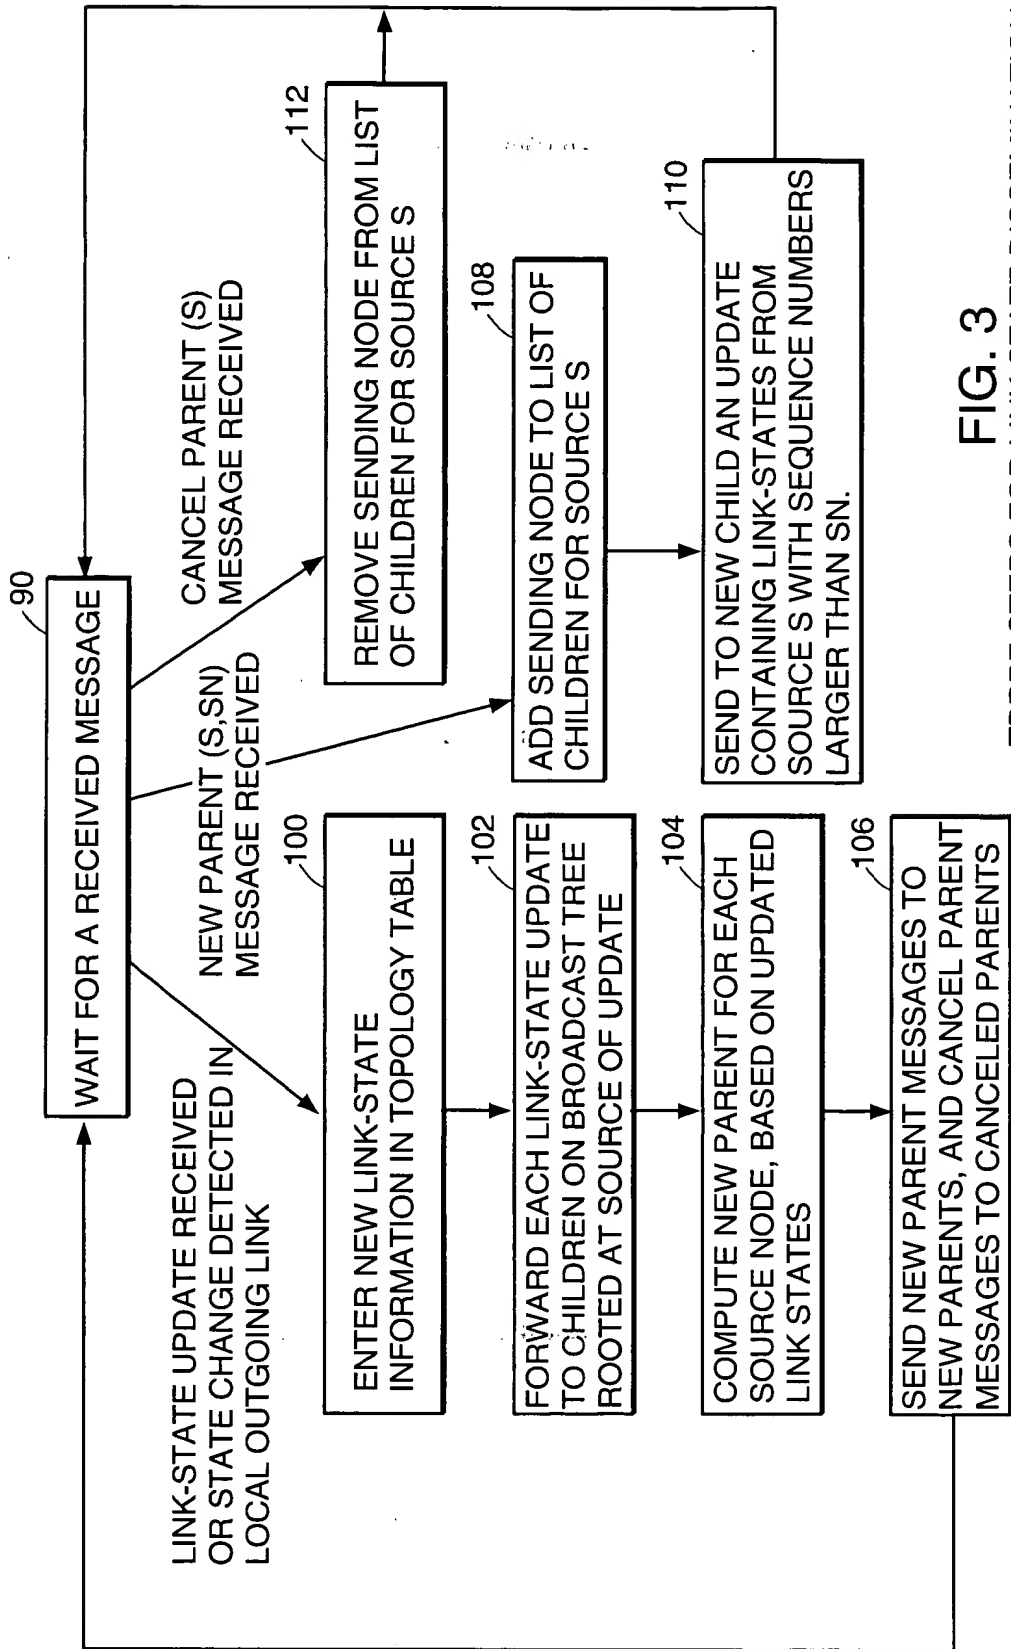 90
WAIT FOR A RECEIVED MESSAGE
LINK-STATE UPDATE RECEIVED
OR STATE CHANGE DETECTED IN
LOCAL OUTGOING LINK
NEW PARENT (S,SN)
MESSAGE RECEIVED
CANCEL PARENT (S)
MESSAGE RECEIVED
100
ENTER NEW LINK-STATE
INFORMATION IN TOPOLOGY TABLE
102
FORWARD EACH LINK-STATE UPDATE
TO CHILDREN ON BROADCAST TREE
ROOTED AT SOURCE OF UPDATE
104
COMPUTE NEW PARENT FOR EACH
SOURCE NODE, BASED ON UPDATED
LINK STATES
106
SEND NEW PARENT MESSAGES TO
NEW PARENTS, AND CANCEL PARENT
MESSAGES TO CANCELED PARENTS
112
REMOVE SENDING NODE FROM LIST
OF CHILDREN FOR SOURCE S
108
ADD SENDING NODE TO LIST OF
CHILDREN FOR SOURCE S
110
SEND TO NEW CHILD AN UPDATE
CONTAINING LINK-STATES FROM
SOURCE S WITH SEQUENCE NUMBERS
LARGER THAN SN.
FIG. 3